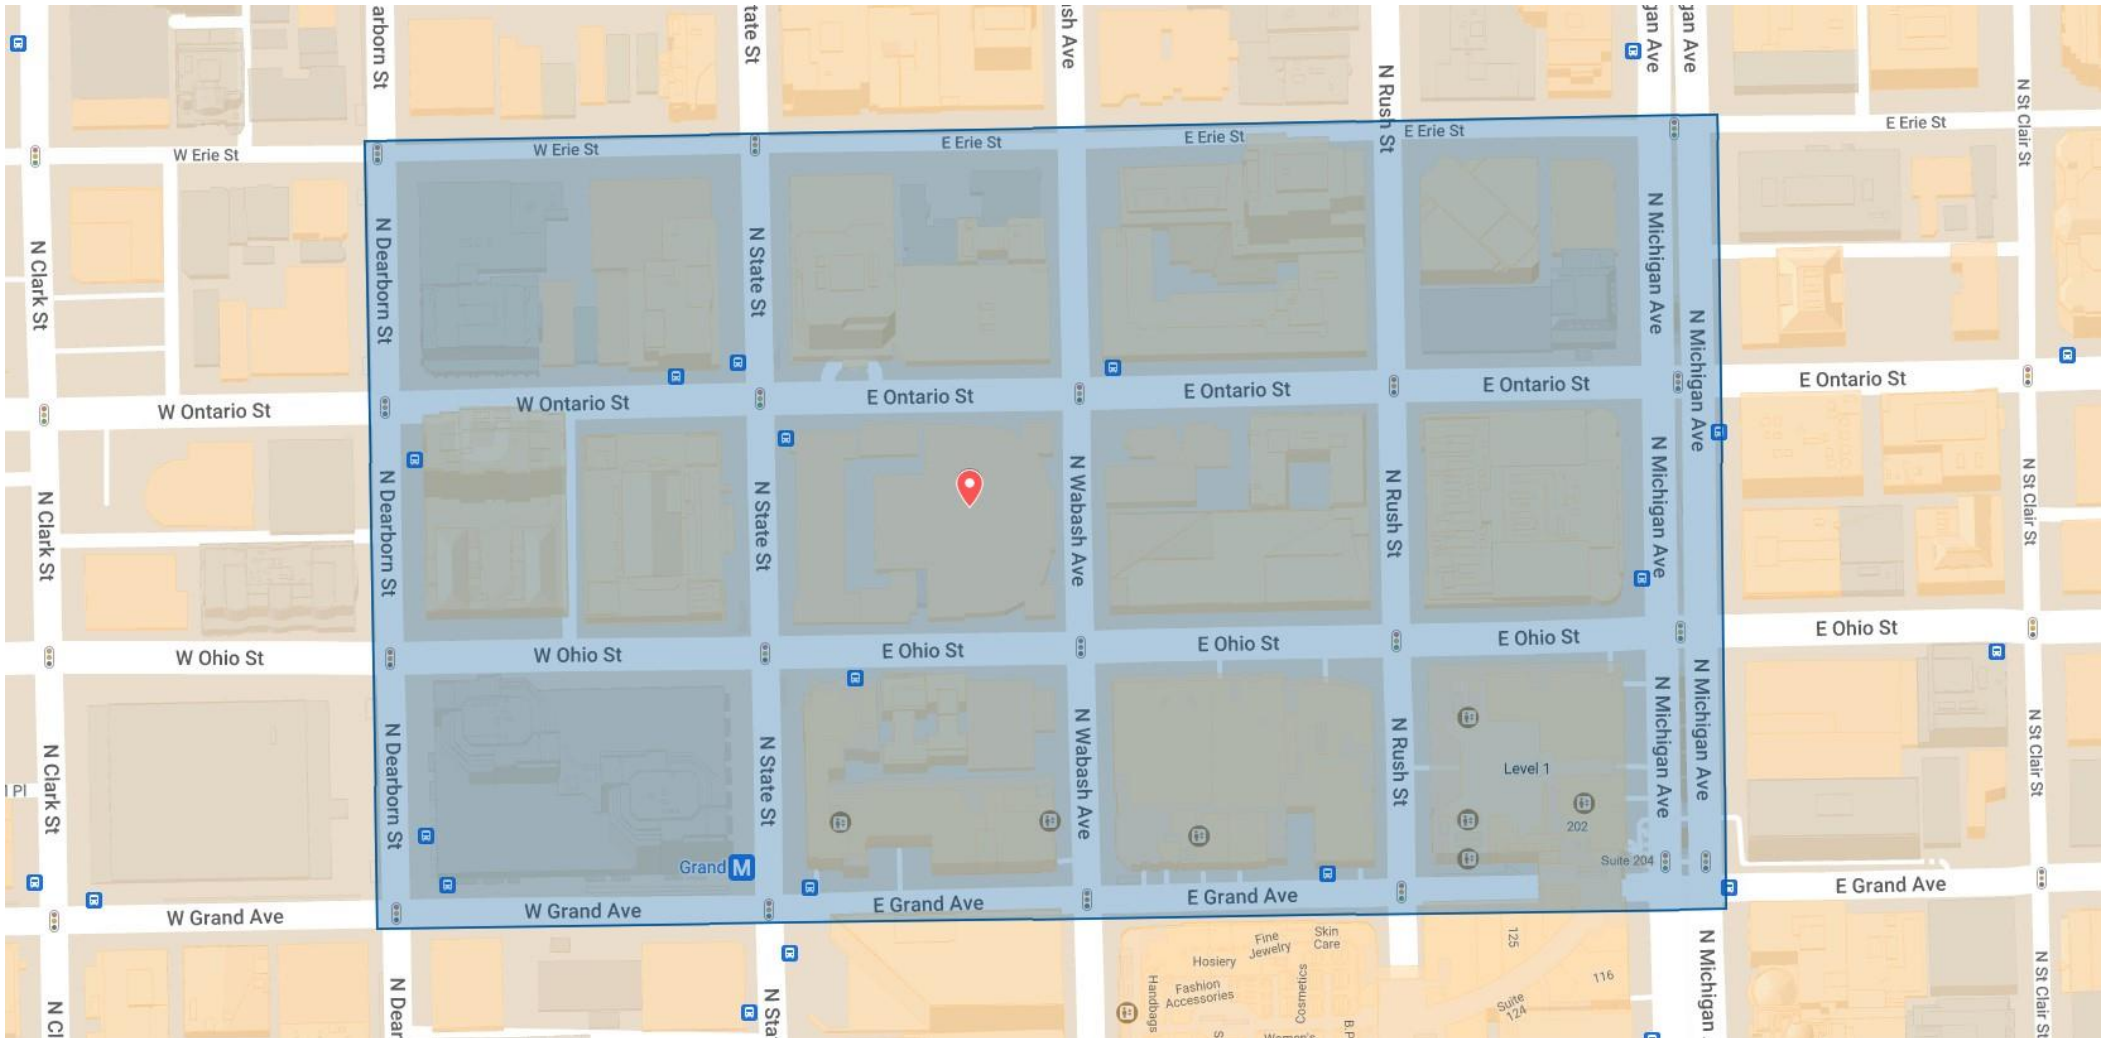 arborn St
tate St
sh Ave
N Rush St
gan Ave
gan Ave
N St Clair St
W Erie St
W Erie St
E Erie St
E Erie St
E Erie St
E Erie St
N Clark St
N Dearborn St
N State St
N Michigan Ave
N Michigan Ave
W Ontario St
W Ontario St
E Ontario St
E Ontario St
E Ontario St
E Ontario St
N Clark St
N Dearborn St
N State St
N Wabash Ave
N Rush St
N Michigan Ave
N St Clair St
W Ohio St
W Ohio St
E Ohio St
E Ohio St
E Ohio St
E Ohio St
N Clark St
N Dearborn St
N State St
N Wabash Ave
N Rush St
N Michigan Ave
N Michigan Ave
N St Clair St
Level 1
l Pl
202
Grand M
Suite 204
W Grand Ave
W Grand Ave
E Grand Ave
E Grand Ave
E Grand Ave
N Cl
N Dear
N Sta
Handbags
Hosiery
Fashion
Accessories
Fine
Jewelry
Skin
Care
Cosmetics
Women's
S
B.P
125
116
Suite
124
N Michigan
N St Clair St